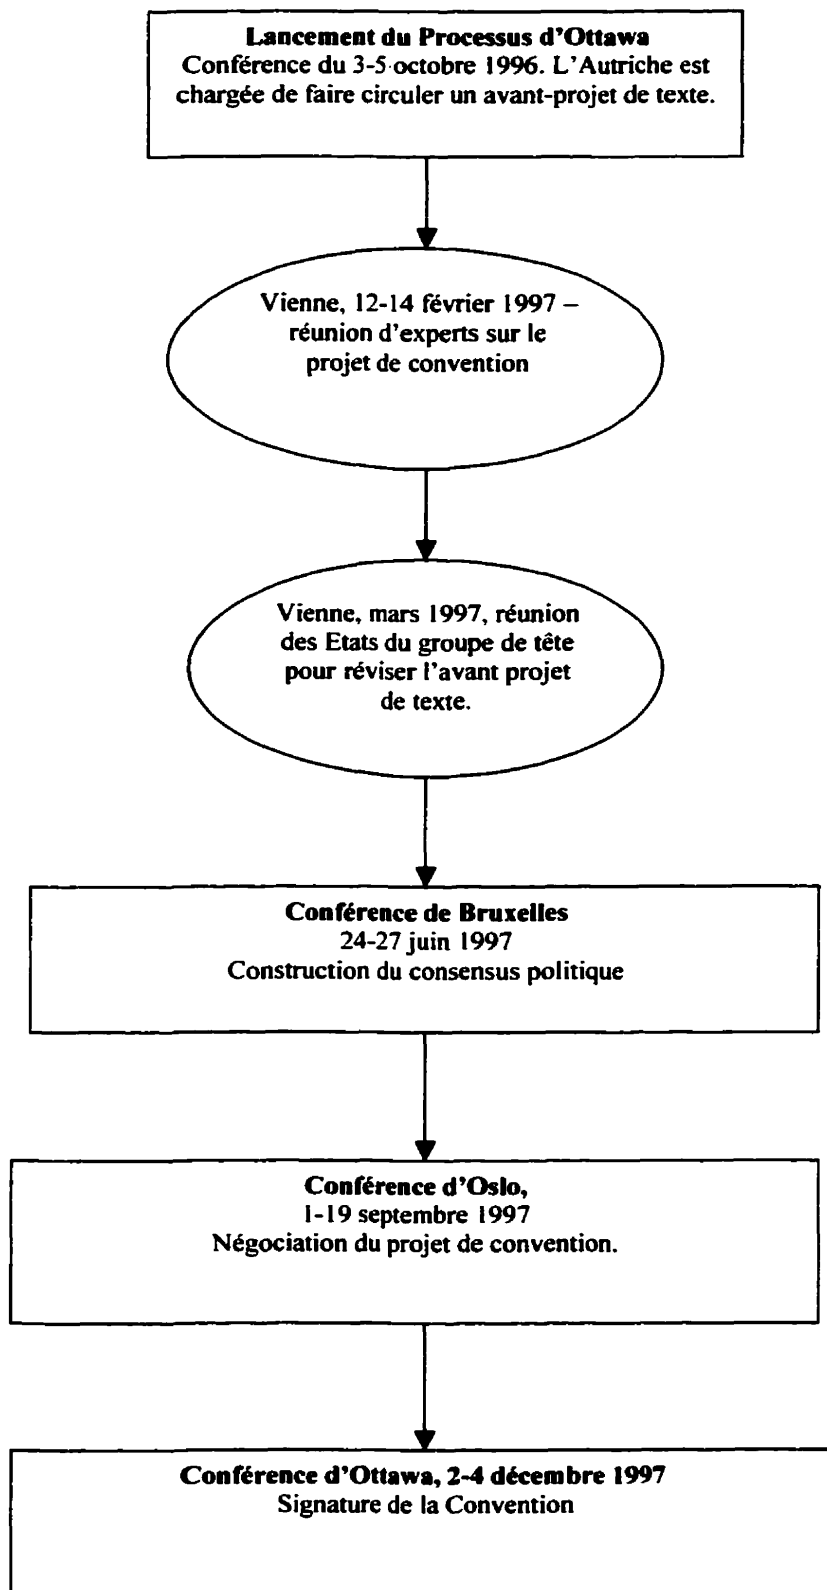 Lancement du Processus d'Ottawa
Conférence du 3-5 octobre 1996. L'Autriche est
chargée de faire circuler un avant-projet de texte.
Vienne, 12-14 février 1997 –
réunion d'experts sur le
projet de convention
Vienne, mars 1997, réunion
des Etats du groupe de tête
pour réviser l'avant projet
de texte.
Conférence de Bruxelles
24-27 juin 1997
Construction du consensus politique
Conférence d'Oslo,
1-19 septembre 1997
Négociation du projet de convention.
Conférence d'Ottawa, 2-4 décembre 1997
Signature de la Convention